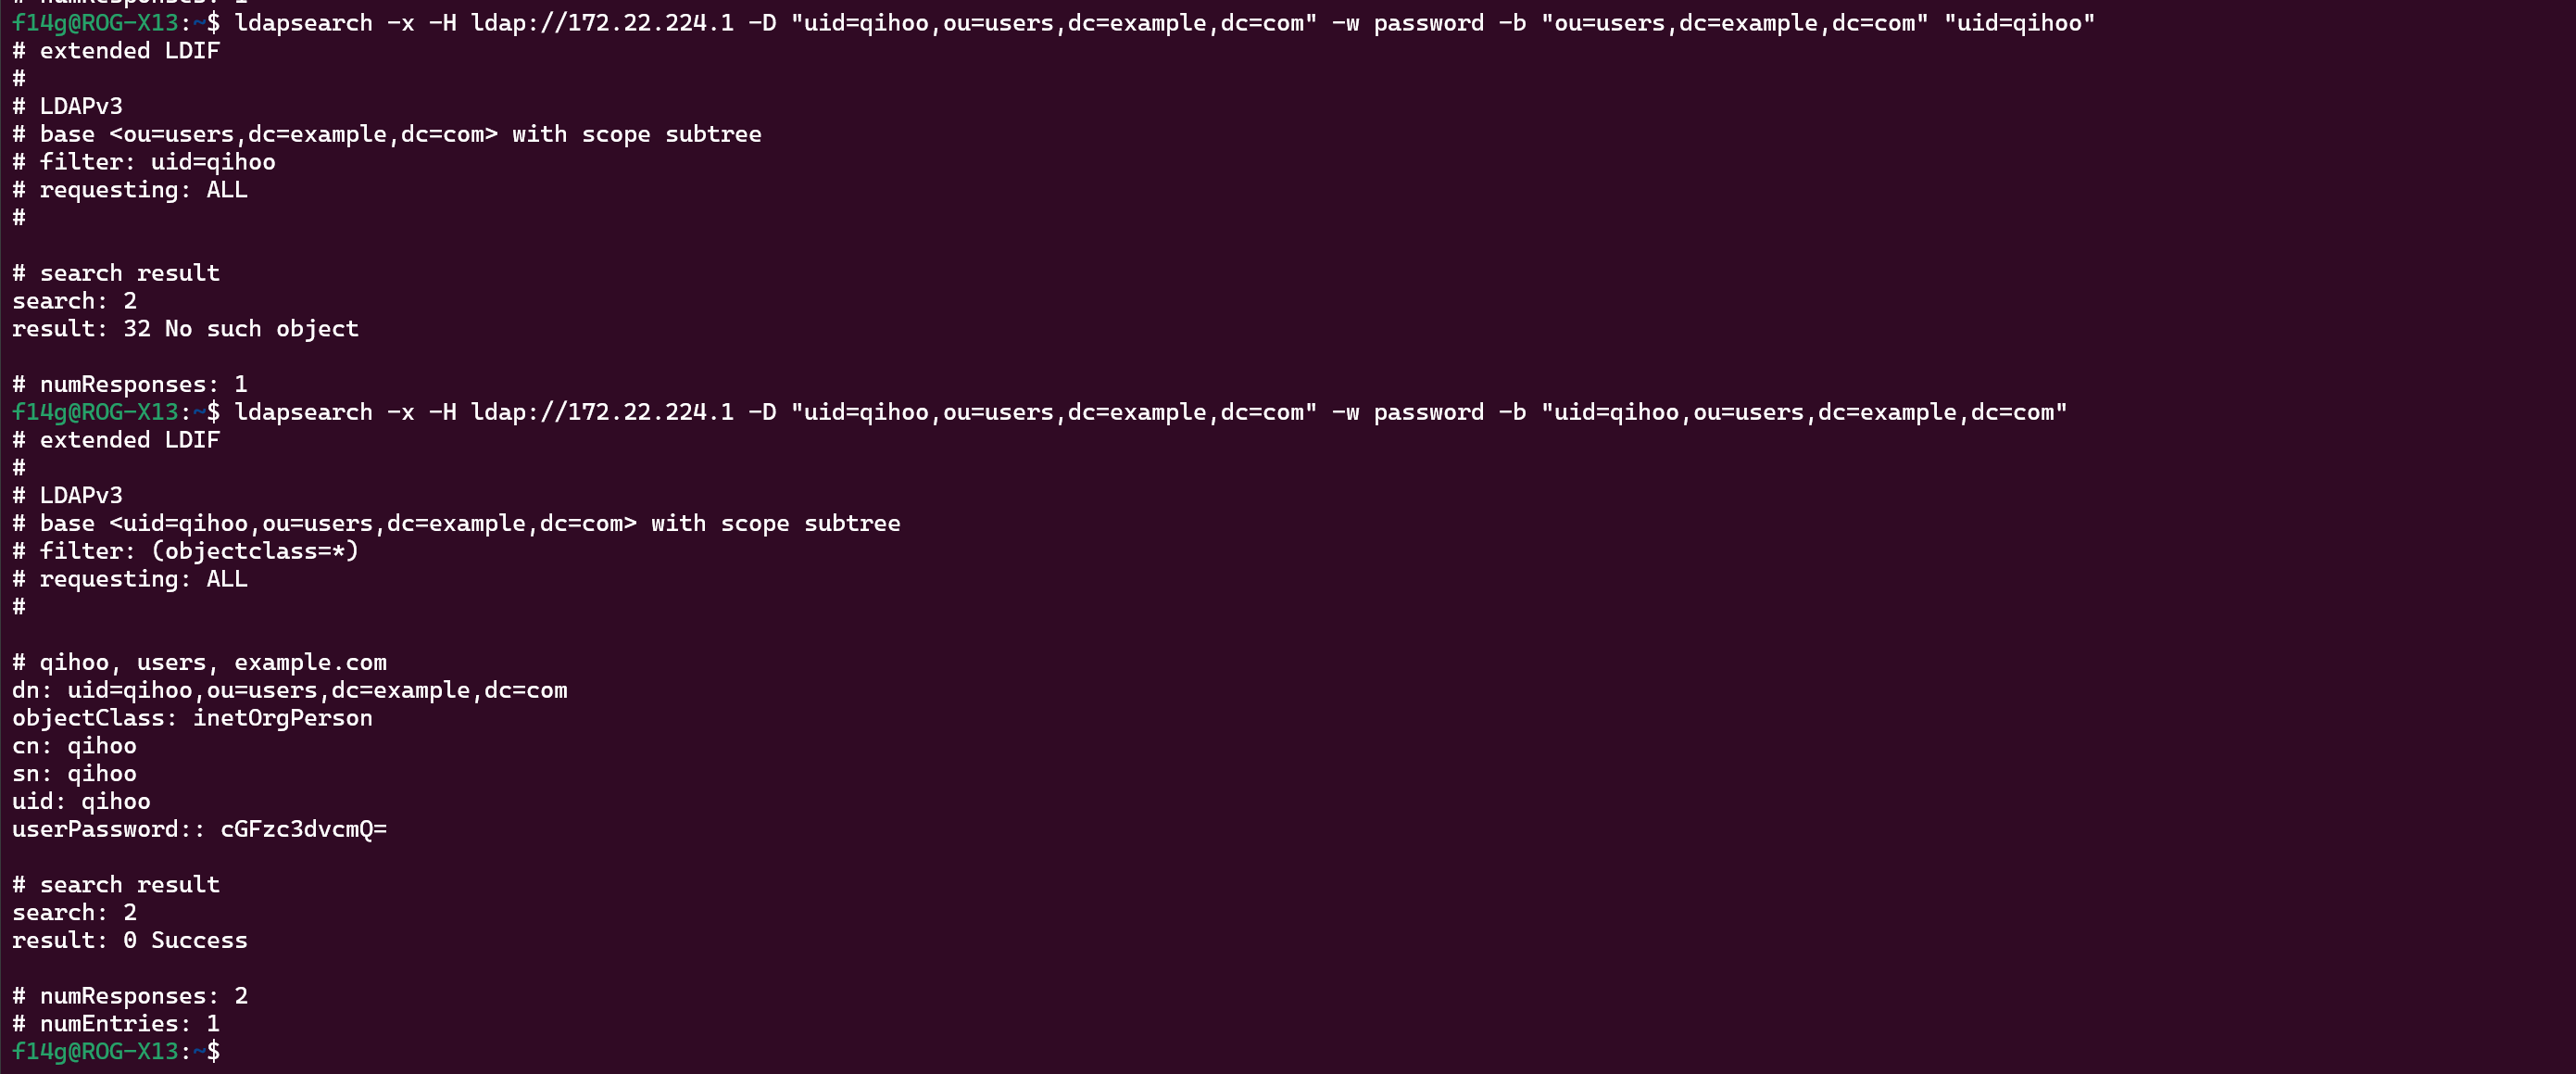 f14g@ROG-X13:~$ ldapsearch -x -H ldap://172.22.224.1 -D "uid=qihoo,ou=users,dc=example,dc=com" -w password -b "ou=users,dc=example,dc=com" "uid=qihoo"
# extended LDIF
#
# LDAPv3
# base <ou=users,dc=example,dc=com> with scope subtree
# filter: uid=qihoo
# requesting: ALL
#

# search result
search: 2
result: 32 No such object

# numResponses: 1
f14g@ROG-X13:~$ ldapsearch -x -H ldap://172.22.224.1 -D "uid=qihoo,ou=users,dc=example,dc=com" -w password -b "uid=qihoo,ou=users,dc=example,dc=com"
# extended LDIF
#
# LDAPv3
# base <uid=qihoo,ou=users,dc=example,dc=com> with scope subtree
# filter: (objectclass=*)
# requesting: ALL
#

# qihoo, users, example.com
dn: uid=qihoo,ou=users,dc=example,dc=com
objectClass: inetOrgPerson
cn: qihoo
sn: qihoo
uid: qihoo
userPassword:: cGFzc3dvcmQ=

# search result
search: 2
result: 0 Success

# numResponses: 2
# numEntries: 1
f14g@ROG-X13:~$